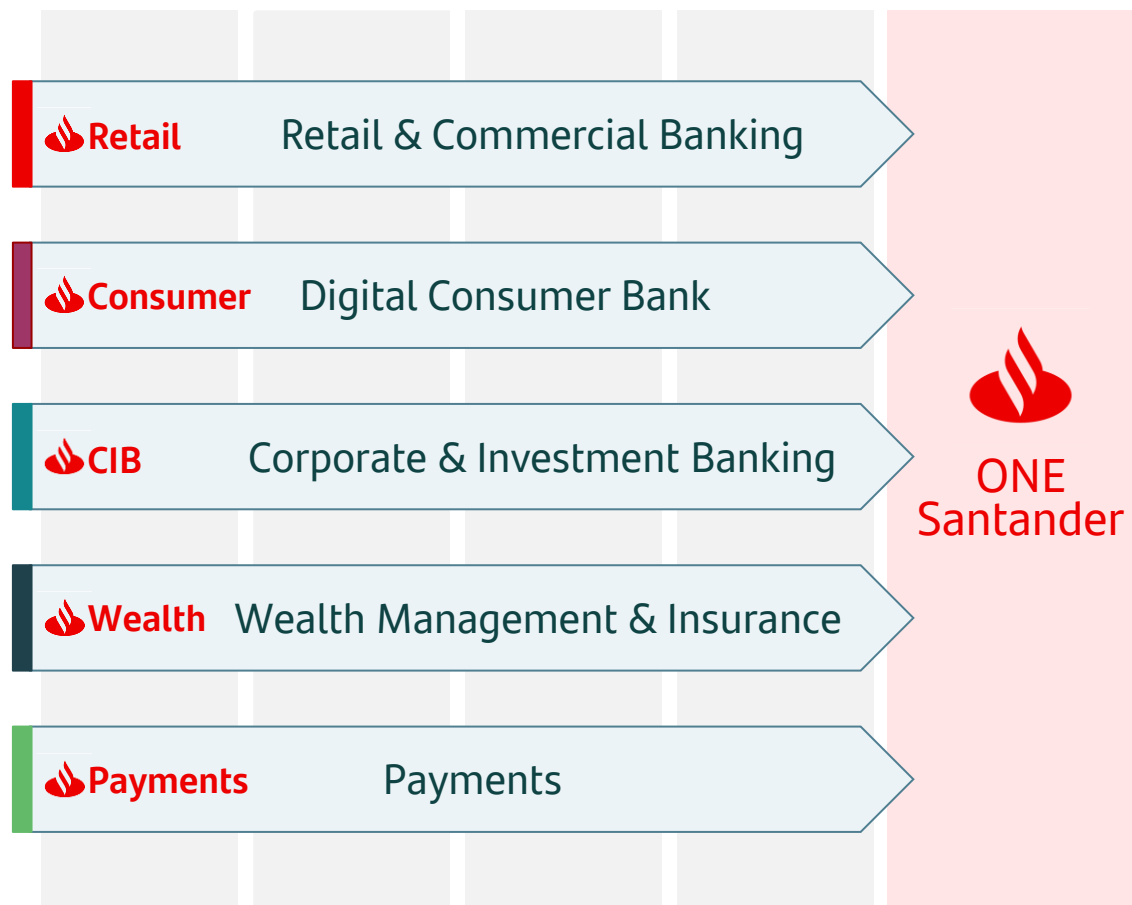 Retail Retail & Commercial Banking
Consumer Digital Consumer Bank
CIB Corporate & Investment Banking
Wealth Wealth Management & Insurance
Payments Payments
ONE
Santander